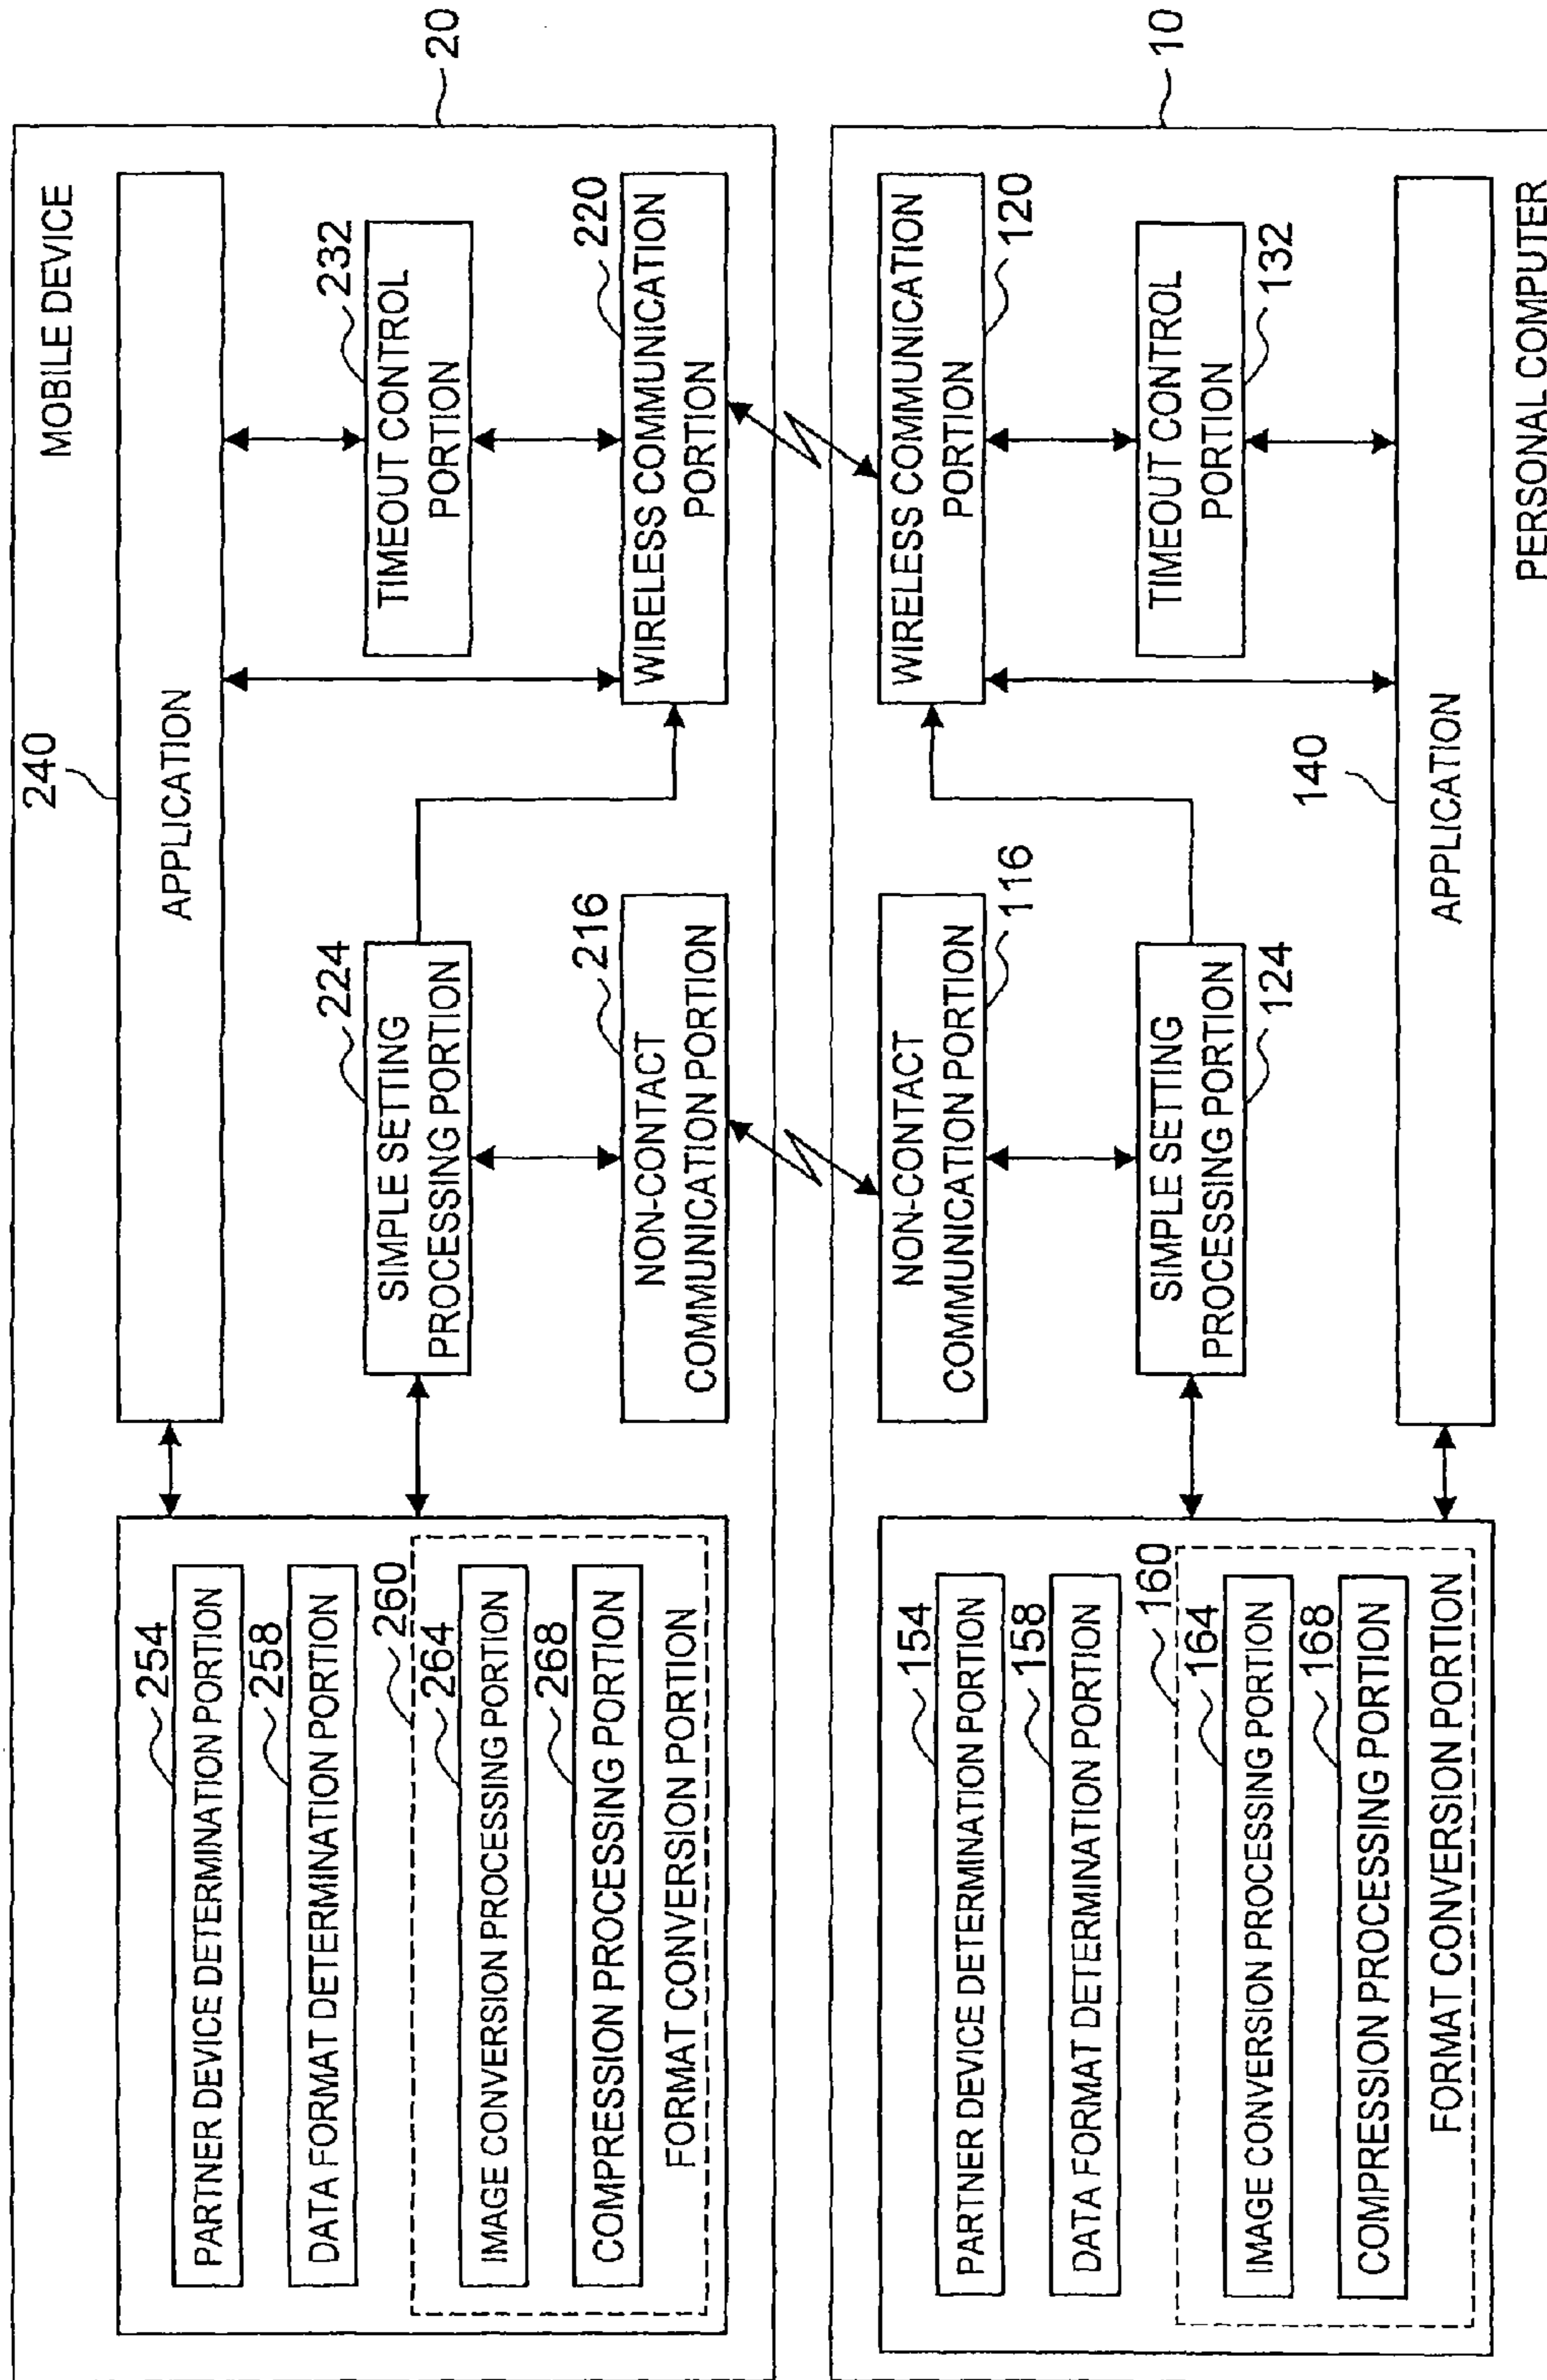 MOBILE DEVICE
20
240
APPLICATION
254
PARTNER DEVICE DETERMINATION PORTION
258
DATA FORMAT DETERMINATION PORTION
260
264
IMAGE CONVERSION PROCESSING PORTION
268
COMPRESSION PROCESSING PORTION
FORMAT CONVERSION PORTION
224
SIMPLE SETTING
PROCESSING PORTION
232
TIMEOUT CONTROL
PORTION
216
NON-CONTACT
COMMUNICATION PORTION
220
WIRELESS COMMUNICATION
PORTION
10
154
PARTNER DEVICE DETERMINATION PORTION
158
DATA FORMAT DETERMINATION PORTION
160
164
IMAGE CONVERSION PROCESSING PORTION
168
COMPRESSION PROCESSING PORTION
FORMAT CONVERSION PORTION
NON-CONTACT
COMMUNICATION PORTION
116
WIRELESS COMMUNICATION
PORTION
120
SIMPLE SETTING
PROCESSING PORTION
124
TIMEOUT CONTROL
PORTION
132
140
APPLICATION
PERSONAL COMPUTER